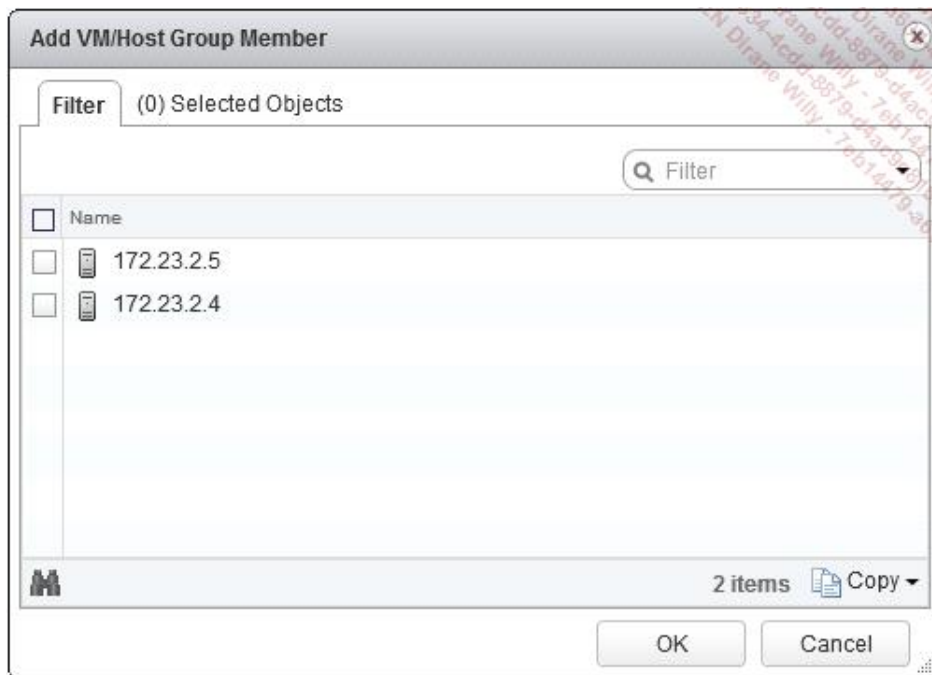 Add VM/Host Group Member
Filter
(0) Selected Objects
Filter
Name
172.23.2.5
172.23.2.4
2 items
Copy
OK
Cancel